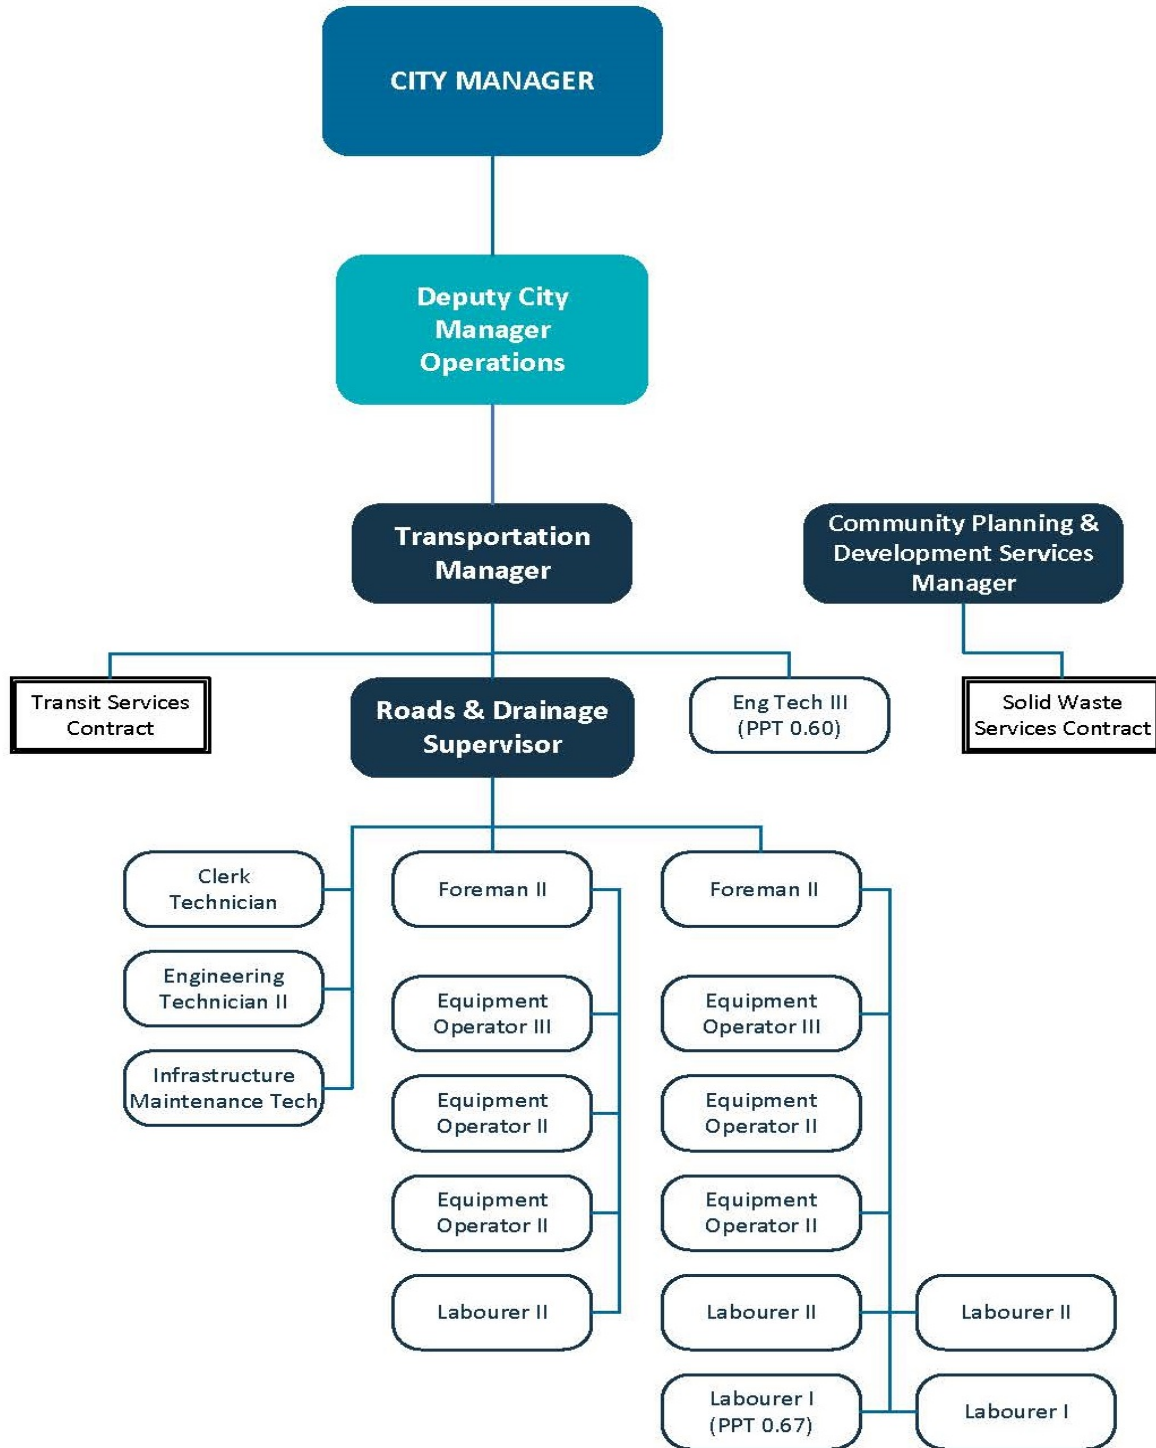 CITY MANAGER
Deputy City
Manager
Operations
Transportation
Manager
Community Planning &
Development Services
Manager
Transit Services
Contract
Roads & Drainage
Supervisor
Eng Tech III
(PPT 0.60)
Solid Waste
Services Contract
Clerk
Technician
Foreman II
Foreman II
Engineering
Technician II
Equipment
Operator III
Equipment
Operator III
Infrastructure
Maintenance Tech
Equipment
Operator II
Equipment
Operator II
Equipment
Operator II
Equipment
Operator II
Labourer II
Labourer II
Labourer II
Labourer I
(PPT 0.67)
Labourer I